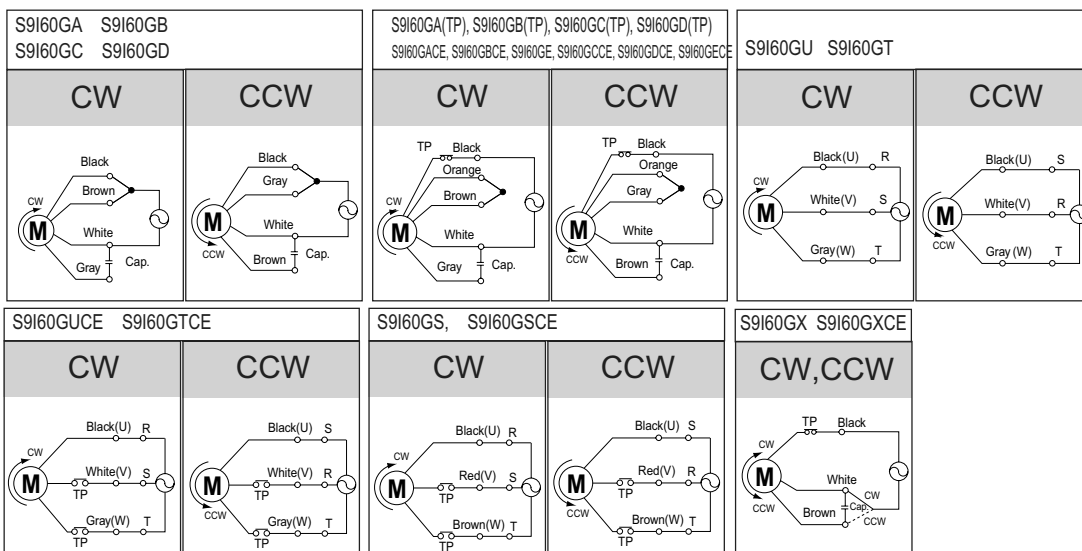 S9I60GA S9I60GB
S9I60GC S9I60GD
CW CCW
Black
Brown
CW
M
White
Gray
Cap.
Black
Gray
M
White
CCW
Brown
Cap.
S9I60GA(TP), S9I60GB(TP), S9I60GC(TP), S9I60GD(TP)
S9I60GACE, S9I60GBCE, S9I60GE, S9I60GCCE, S9I60GDCE, S9I60GECE
CW CCW
TP Black
Orange
Brown
CW
M
White
Gray
Cap.
TP Black
Orange
Gray
M
White
CCW
Brown
Cap.
S9I60GU S9I60GT
CW CCW
Black(U) R
CW
White(V) S
M
Gray(W) T
Black(U) S
White(V) R
M
CCW
Gray(W) T
S9I60GUCE S9I60GTCE
CW CCW
Black(U) R
CW
White(V) S
M
TP
Gray(W) T
TP
Black(U) S
White(V) R
M
TP
CCW
Gray(W) T
TP
S9I60GS, S9I60GSCE
CW CCW
Black(U) R
CW
Red(V) S
M
TP
Brown(W) T
TP
Black(U) S
Red(V) R
M
TP
CCW
Brown(W) T
TP
S9I60GX S9I60GXCE
CW,CCW
TP Black
CW
M
White
CW
Cap.
Brown
CCW
CCW